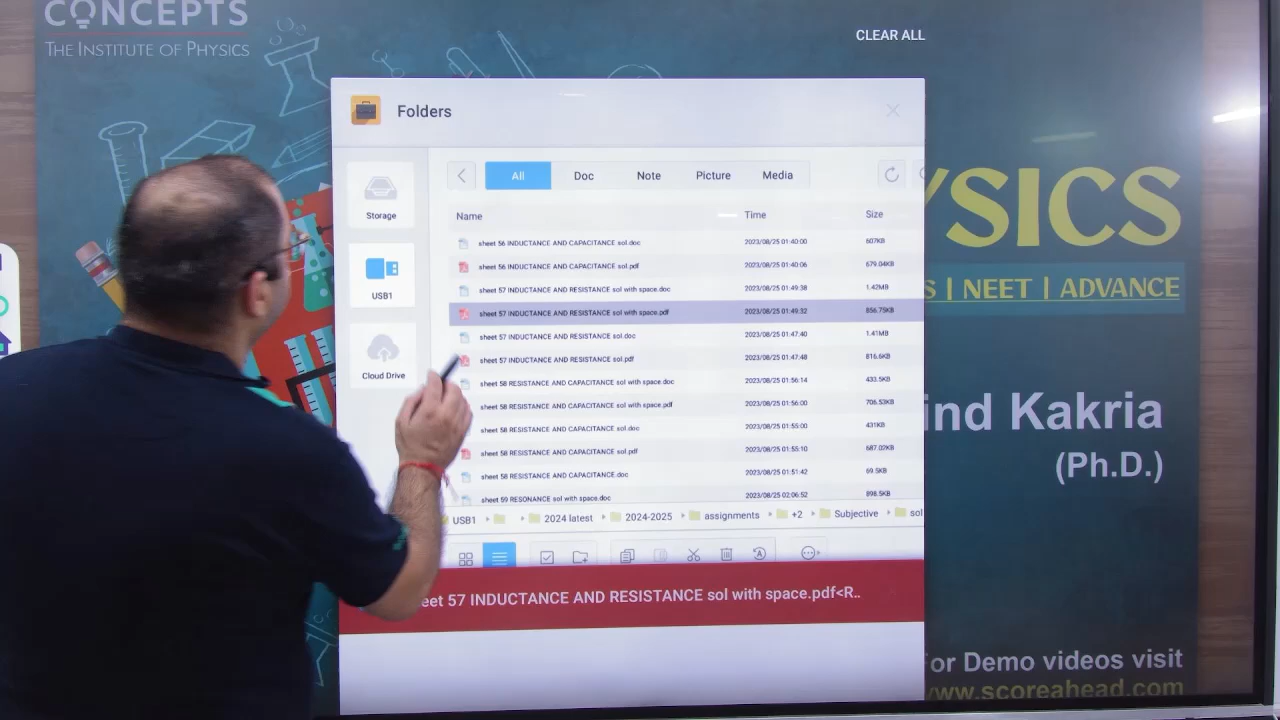 CONCEPTS
THE INSTITUTE OF PHYSICS
CLEAR ALL
Folders
All Doc Note Picture Media
Storage
USB1
Cloud Drive
Name Time Size
sheet 56 INDUCTANCE AND CAPACITANCE sol.doc 2023/08/25 01:40:00 607KB
sheet 56 INDUCTANCE AND CAPACITANCE sol.pdf 2023/08/25 01:40:06 679.04KB
sheet 57 INDUCTANCE AND RESISTANCE sol with space.doc 2023/08/25 01:49:38 1.42MB
sheet 57 INDUCTANCE AND RESISTANCE sol with space.pdf 2023/08/25 01:49:32 856.75KB
sheet 57 INDUCTANCE AND RESISTANCE sol.doc 2023/08/25 01:47:40 1.41MB
sheet 57 INDUCTANCE AND RESISTANCE sol.pdf 2023/08/25 01:47:48 816.6KB
sheet 58 RESISTANCE AND CAPACITANCE sol with space.doc 2023/08/25 01:56:14 433.5KB
sheet 58 RESISTANCE AND CAPACITANCE sol with space.pdf 2023/08/25 01:56:00 706.53KB
sheet 58 RESISTANCE AND CAPACITANCE sol.doc 2023/08/25 01:55:00 431KB
sheet 58 RESISTANCE AND CAPACITANCE sol.pdf 2023/08/25 01:55:10 687.02KB
sheet 58 RESISTANCE AND CAPACITANCE.doc 2023/08/25 01:51:42 69.5KB
sheet 59 RESONANCE sol with space.doc 2023/08/25 02:06:52 898.5KB
USB1 2024 latest 2024-2025 assignments +2 Subjective sol
eet 57 INDUCTANCE AND RESISTANCE sol with space.pdf<R..
YSICS
S | NEET | ADVANCE
ind Kakria
(Ph.D.)
or Demo videos visit
www.scoreahead.com